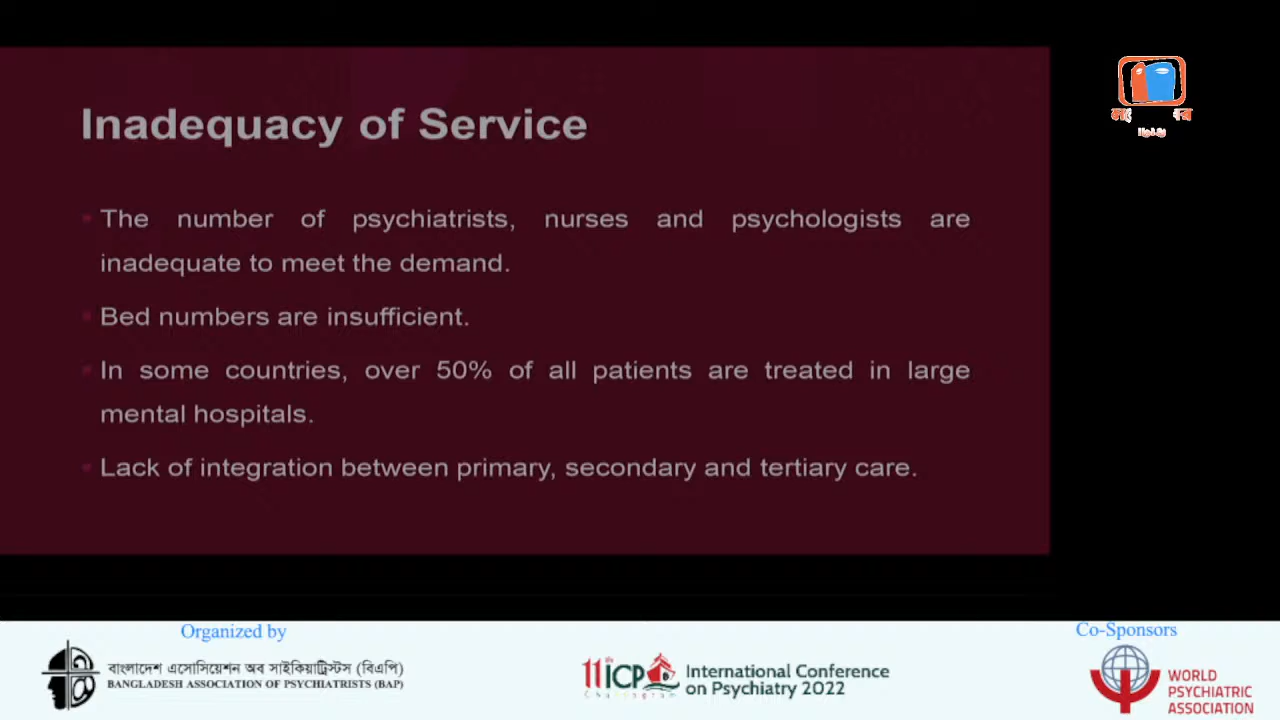 Inadequacy of Service
The number of psychiatrists, nurses and psychologists are
inadequate to meet the demand.
Bed numbers are insufficient.
In some countries, over 50% of all patients are treated in large
mental hospitals.
Lack of integration between primary, secondary and tertiary care.
Organized by
বাংলাদেশ এসোসিয়েশন অব সাইকিয়াট্রিস্টস (বিএপি)
BANGLADESH ASSOCIATION OF PSYCHIATRISTS (BAP)
11 ICP
International Conference
on Psychiatry 2022
Co-Sponsors
WORLD
PSYCHIATRIC
ASSOCIATION